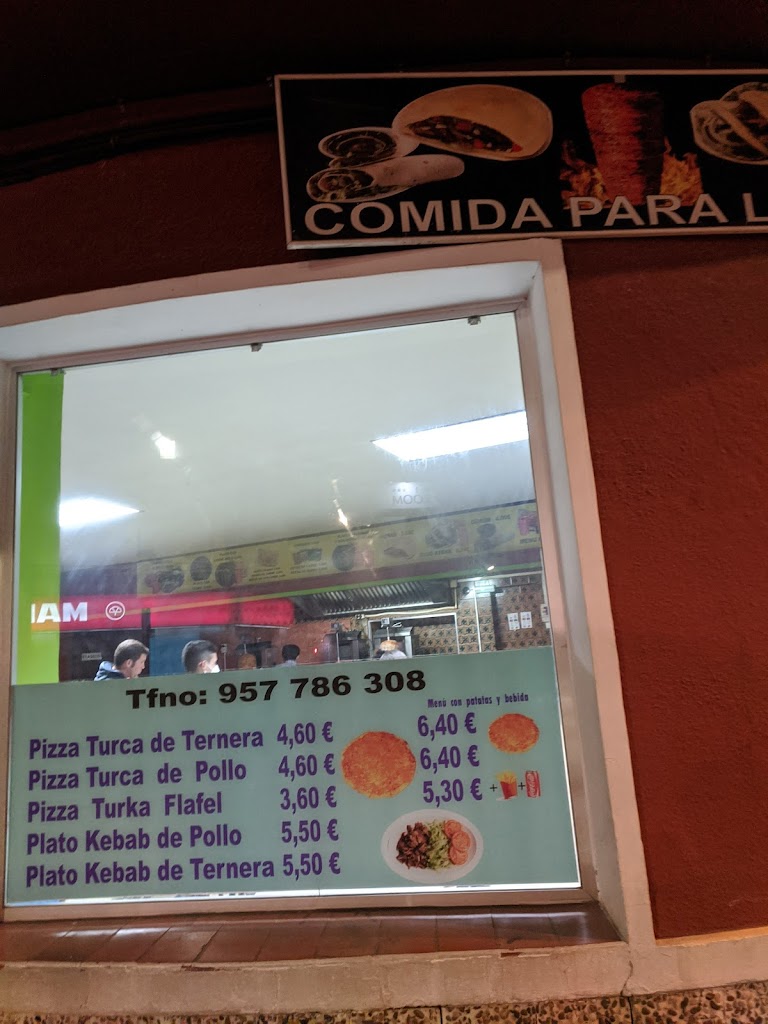 COMIDA PARA L
MAI
Tfno: 957 786 308
Menú con patatas y bebida
Pizza Turca de Ternera 4,60 € 6,40 €
Pizza Turca de Pollo 4,60 € 6,40 €
Pizza Turka Flafel 3,60 € 5,30 € + +
Plato Kebab de Pollo 5,50 €
Plato Kebab de Ternera 5,50 €